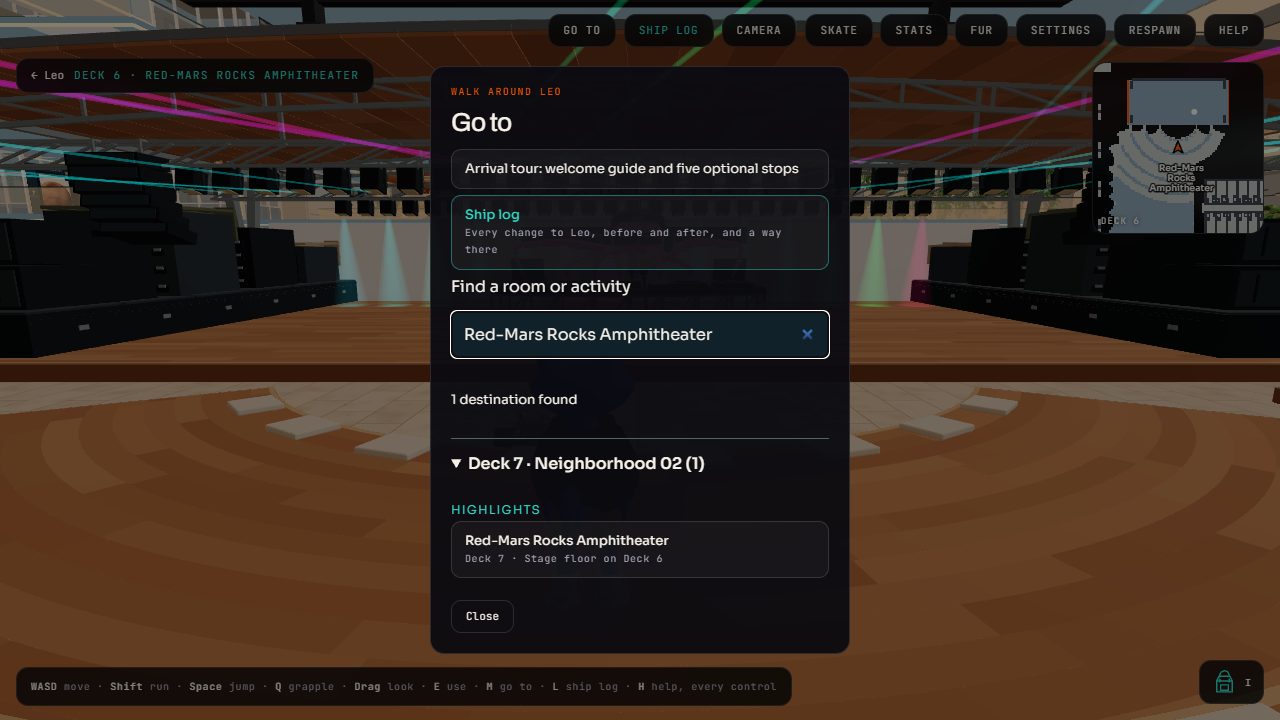 GO TO
SHIP LOG
CAMERA
SKATE
STATS
FUR
SETTINGS
RESPAWN
HELP
← Leo DECK 6 · RED-MARS ROCKS AMPHITHEATER
WALK AROUND LEO
Go to
Arrival tour: welcome guide and five optional stops
Ship log
Every change to Leo, before and after, and a way
there
Find a room or activity
Red-Mars Rocks Amphitheater ×
1 destination found
▼ Deck 7 · Neighborhood 02 (1)
HIGHLIGHTS
Red-Mars Rocks Amphitheater
Deck 7 · Stage floor on Deck 6
Close
Red-Mars
Rocks
Amphitheater
DECK 6
WASD move · Shift run · Space jump · Q grapple · Drag look · E use · M go to · L ship log · H help, every control
I